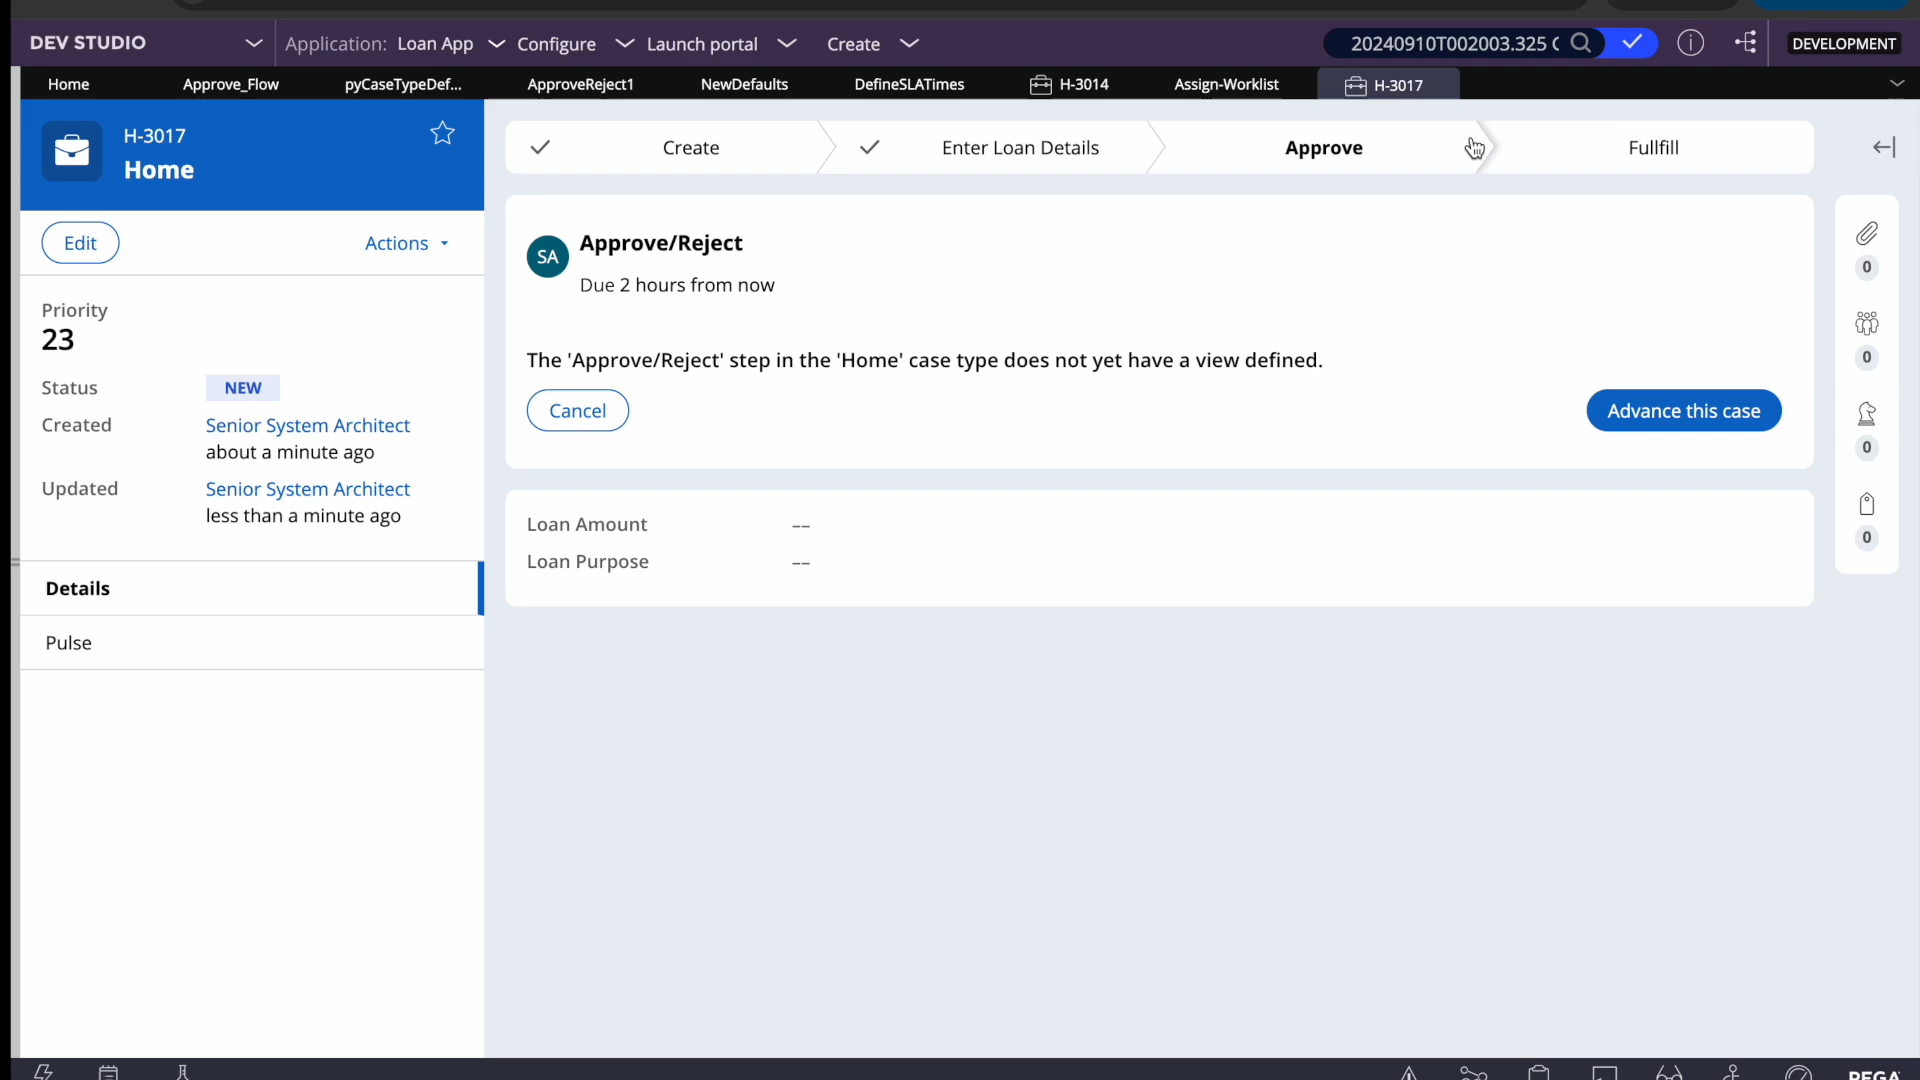 DEV STUDIO
Application: Loan App
Configure
Launch portal
Create
20240910T002003.325
DEVELOPMENT
Home
Approve_Flow
pyCaseTypeDef...
ApproveReject1
NewDefaults
DefineSLATimes
H-3014
Assign-Worklist
H-3017
H-3017
Home
Edit
Actions
Priority
23
Status NEW
Created Senior System Architect
about a minute ago
Updated Senior System Architect
less than a minute ago
Details
Pulse
Create
Enter Loan Details
Approve
Fullfill
SA
Approve/Reject
Due 2 hours from now
The 'Approve/Reject' step in the 'Home' case type does not yet have a view defined.
Cancel
Advance this case
Loan Amount --
Loan Purpose --
0
0
0
0
PEGA